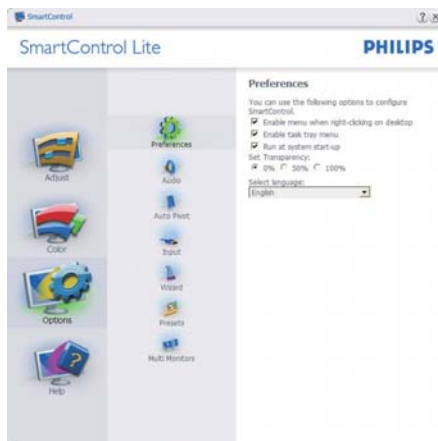 SmartControl
SmartControl Lite
PHILIPS
Adjust
Color
Options
Help
Preferences
Audio
Auto Pivot
Input
Wizard
Presets
Multi Monitors
Preferences
You can use the following options to configure
SmartControl.
Enable menu when right-clicking on desktop
Enable task tray menu
Run at system start-up
Set Transparency:
0% 50% 100%
Select language:
English